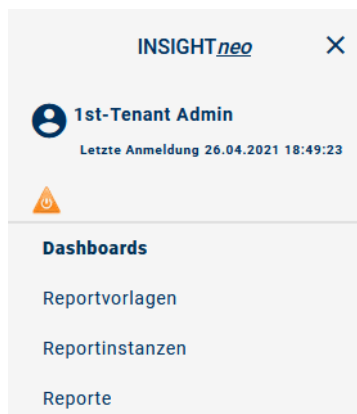 INSIGHTneo
1st-Tenant Admin
Letzte Anmeldung 26.04.2021 18:49:23
Dashboards
Reportvorlagen
Reportinstanzen
Reporte